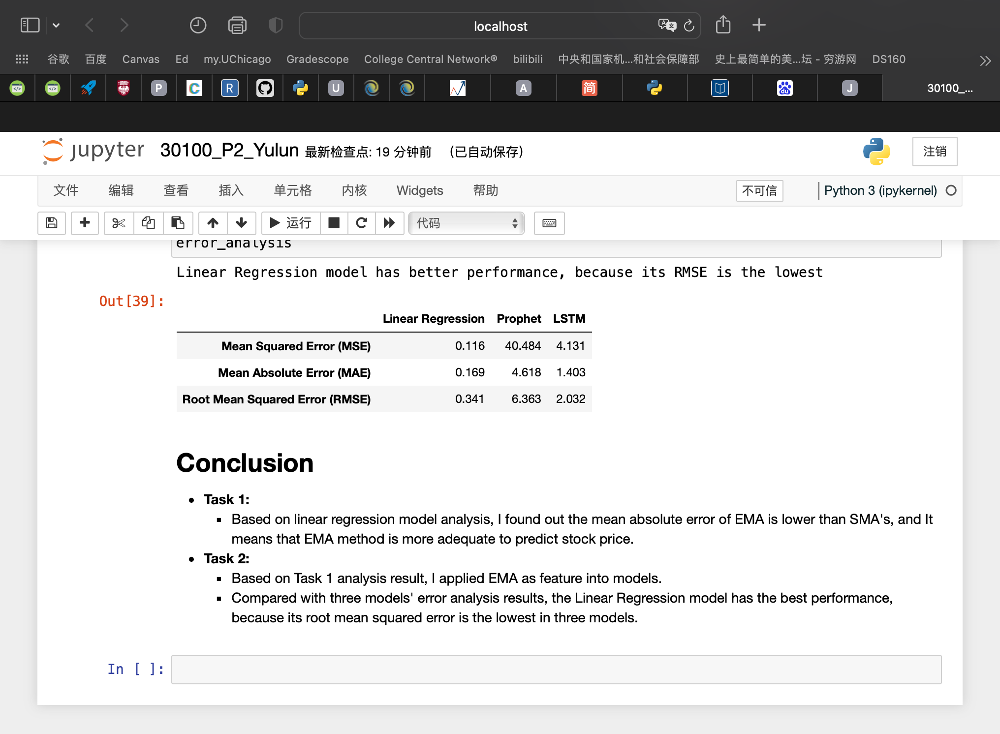 localhost
谷歌 百度 Canvas Ed my.UChicago Gradescope College Central Network® bilibili 中央和国家机...和社会保障部 史上最简单的美...坛 - 穷游网 DS160
P C R U A 简 du J 30100_...
jupyter 30100_P2_Yulun 最新检查点: 19 分钟前 (已自动保存) 注销
文件 编辑 查看 插入 单元格 内核 Widgets 帮助 不可信 Python 3 (ipykernel)
运行 代码
error_analysis
Linear Regression model has better performance, because its RMSE is the lowest
Out[39]:
Linear Regression Prophet LSTM
Mean Squared Error (MSE) 0.116 40.484 4.131
Mean Absolute Error (MAE) 0.169 4.618 1.403
Root Mean Squared Error (RMSE) 0.341 6.363 2.032
Conclusion
• Task 1:
▪ Based on linear regression model analysis, I found out the mean absolute error of EMA is lower than SMA's, and It
means that EMA method is more adequate to predict stock price.
• Task 2:
▪ Based on Task 1 analysis result, I applied EMA as feature into models.
▪ Compared with three models' error analysis results, the Linear Regression model has the best performance,
because its root mean squared error is the lowest in three models.
In [ ]: